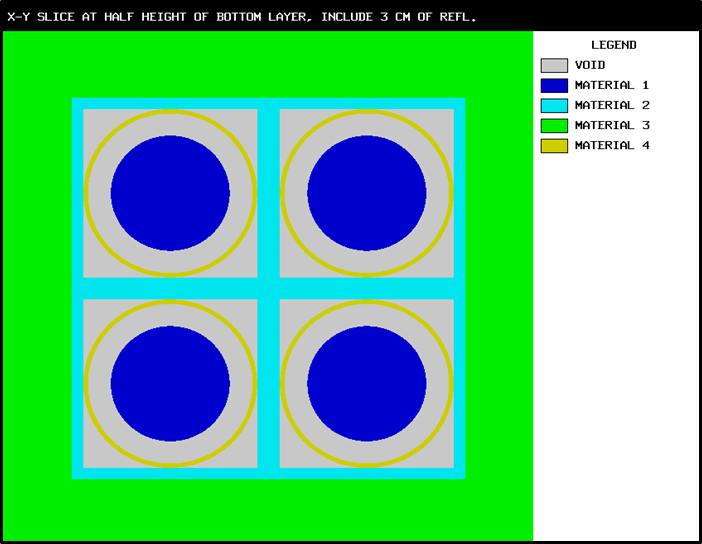 X-Y SLICE AT HALF HEIGHT OF BOTTOM LAYER, INCLUDE 3 CM OF REFL.
LEGEND
VOID
MATERIAL 1
MATERIAL 2
MATERIAL 3
MATERIAL 4